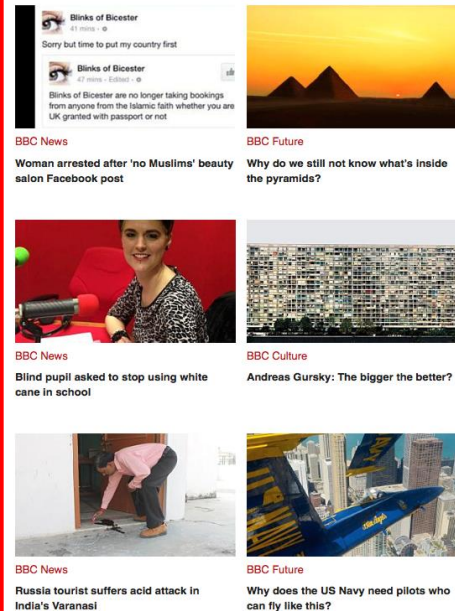 Blinks of Bicester
41 mins
Sorry but time to put my country first
Blinks of Bicester
47 mins - Edited
Blinks of Bicester are no longer taking bookings
from anyone from the Islamic faith whether you are
UK granted with passport or not
BBC News
Woman arrested after 'no Muslims' beauty
salon Facebook post
BBC Future
Why do we still not know what's inside
the pyramids?
BBC News
Blind pupil asked to stop using white
cane in school
BBC Culture
Andreas Gursky: The bigger the better?
BBC News
Russia tourist suffers acid attack in
India's Varanasi
BBC Future
Why does the US Navy need pilots who
can fly like this?